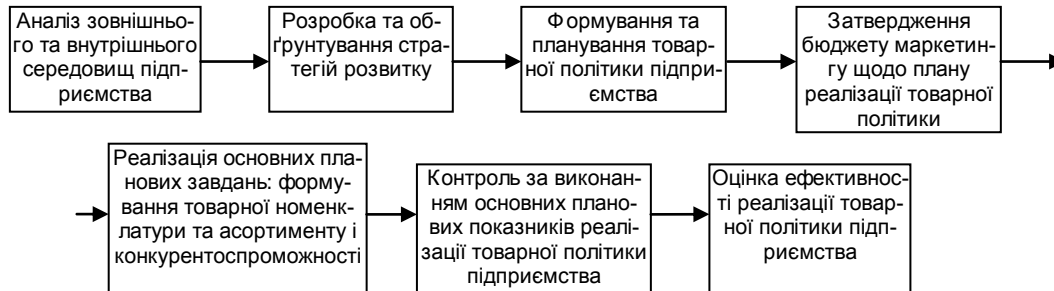 Аналіз зовнішньо-
го та внутрішнього
середовищ підп-
риємства
Розробка та об-
ґрунтування стра-
тегій розвитку
Формування та
планування товар-
ної політики підпри-
ємства
Затвердження
бюджету маркетин-
гу щодо плану
реалізації товарної
політики
Реалізація основних пла-
нових завдань: форму-
вання товарної номенк-
латури та асортименту і
конкурентоспроможності
Контроль за виконан-
ням основних плано-
вих показників реалі-
зації товарної політики
підприємства
Оцінка ефективнос-
ті реалізації товар-
ної політики підп-
риємства